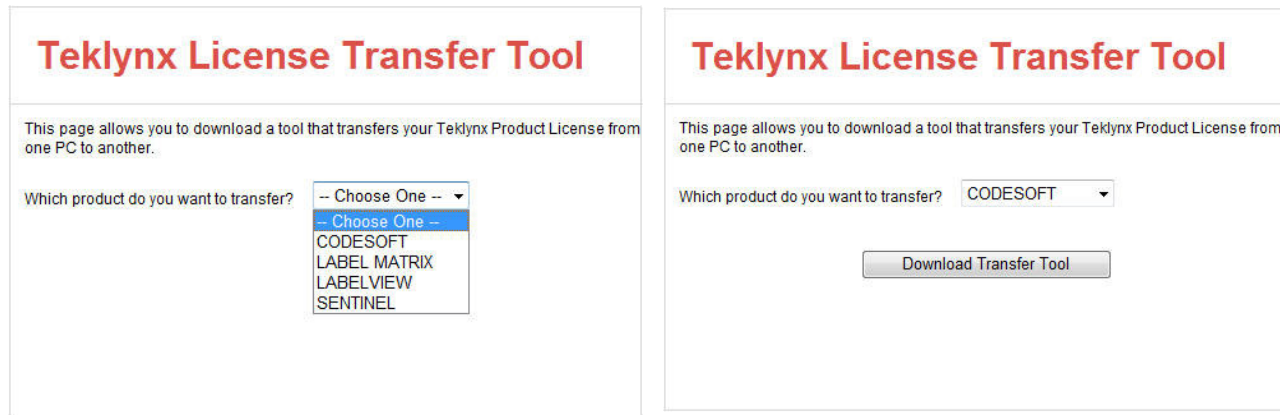 Teklynx License Transfer Tool
This page allows you to download a tool that transfers your Teklynx Product License from
one PC to another.
Which product do you want to transfer?
-- Choose One --
-- Choose One --
CODESOFT
LABEL MATRIX
LABELVIEW
SENTINEL
Teklynx License Transfer Tool
This page allows you to download a tool that transfers your Teklynx Product License from
one PC to another.
Which product do you want to transfer?
CODESOFT
Download Transfer Tool